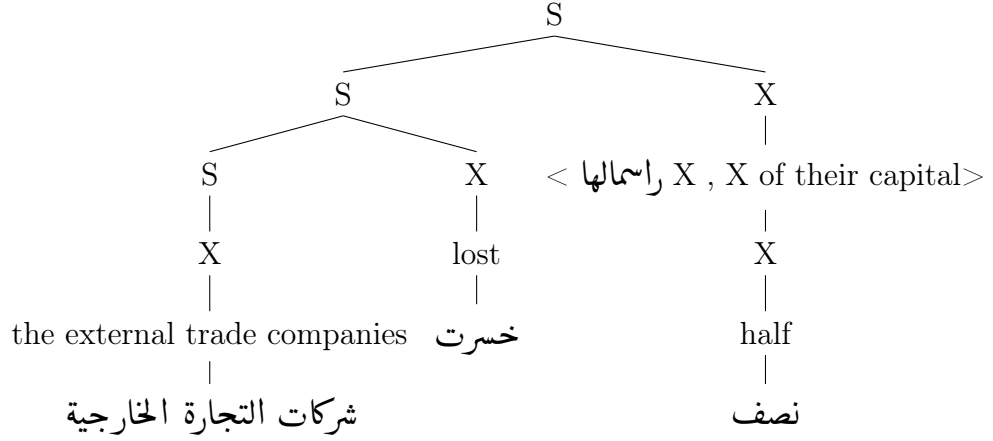 S
S X
S X < راسمالها X , X of their capital>
X lost X
the external trade companies خسرت half
شركات التجارة الخارجية نصف